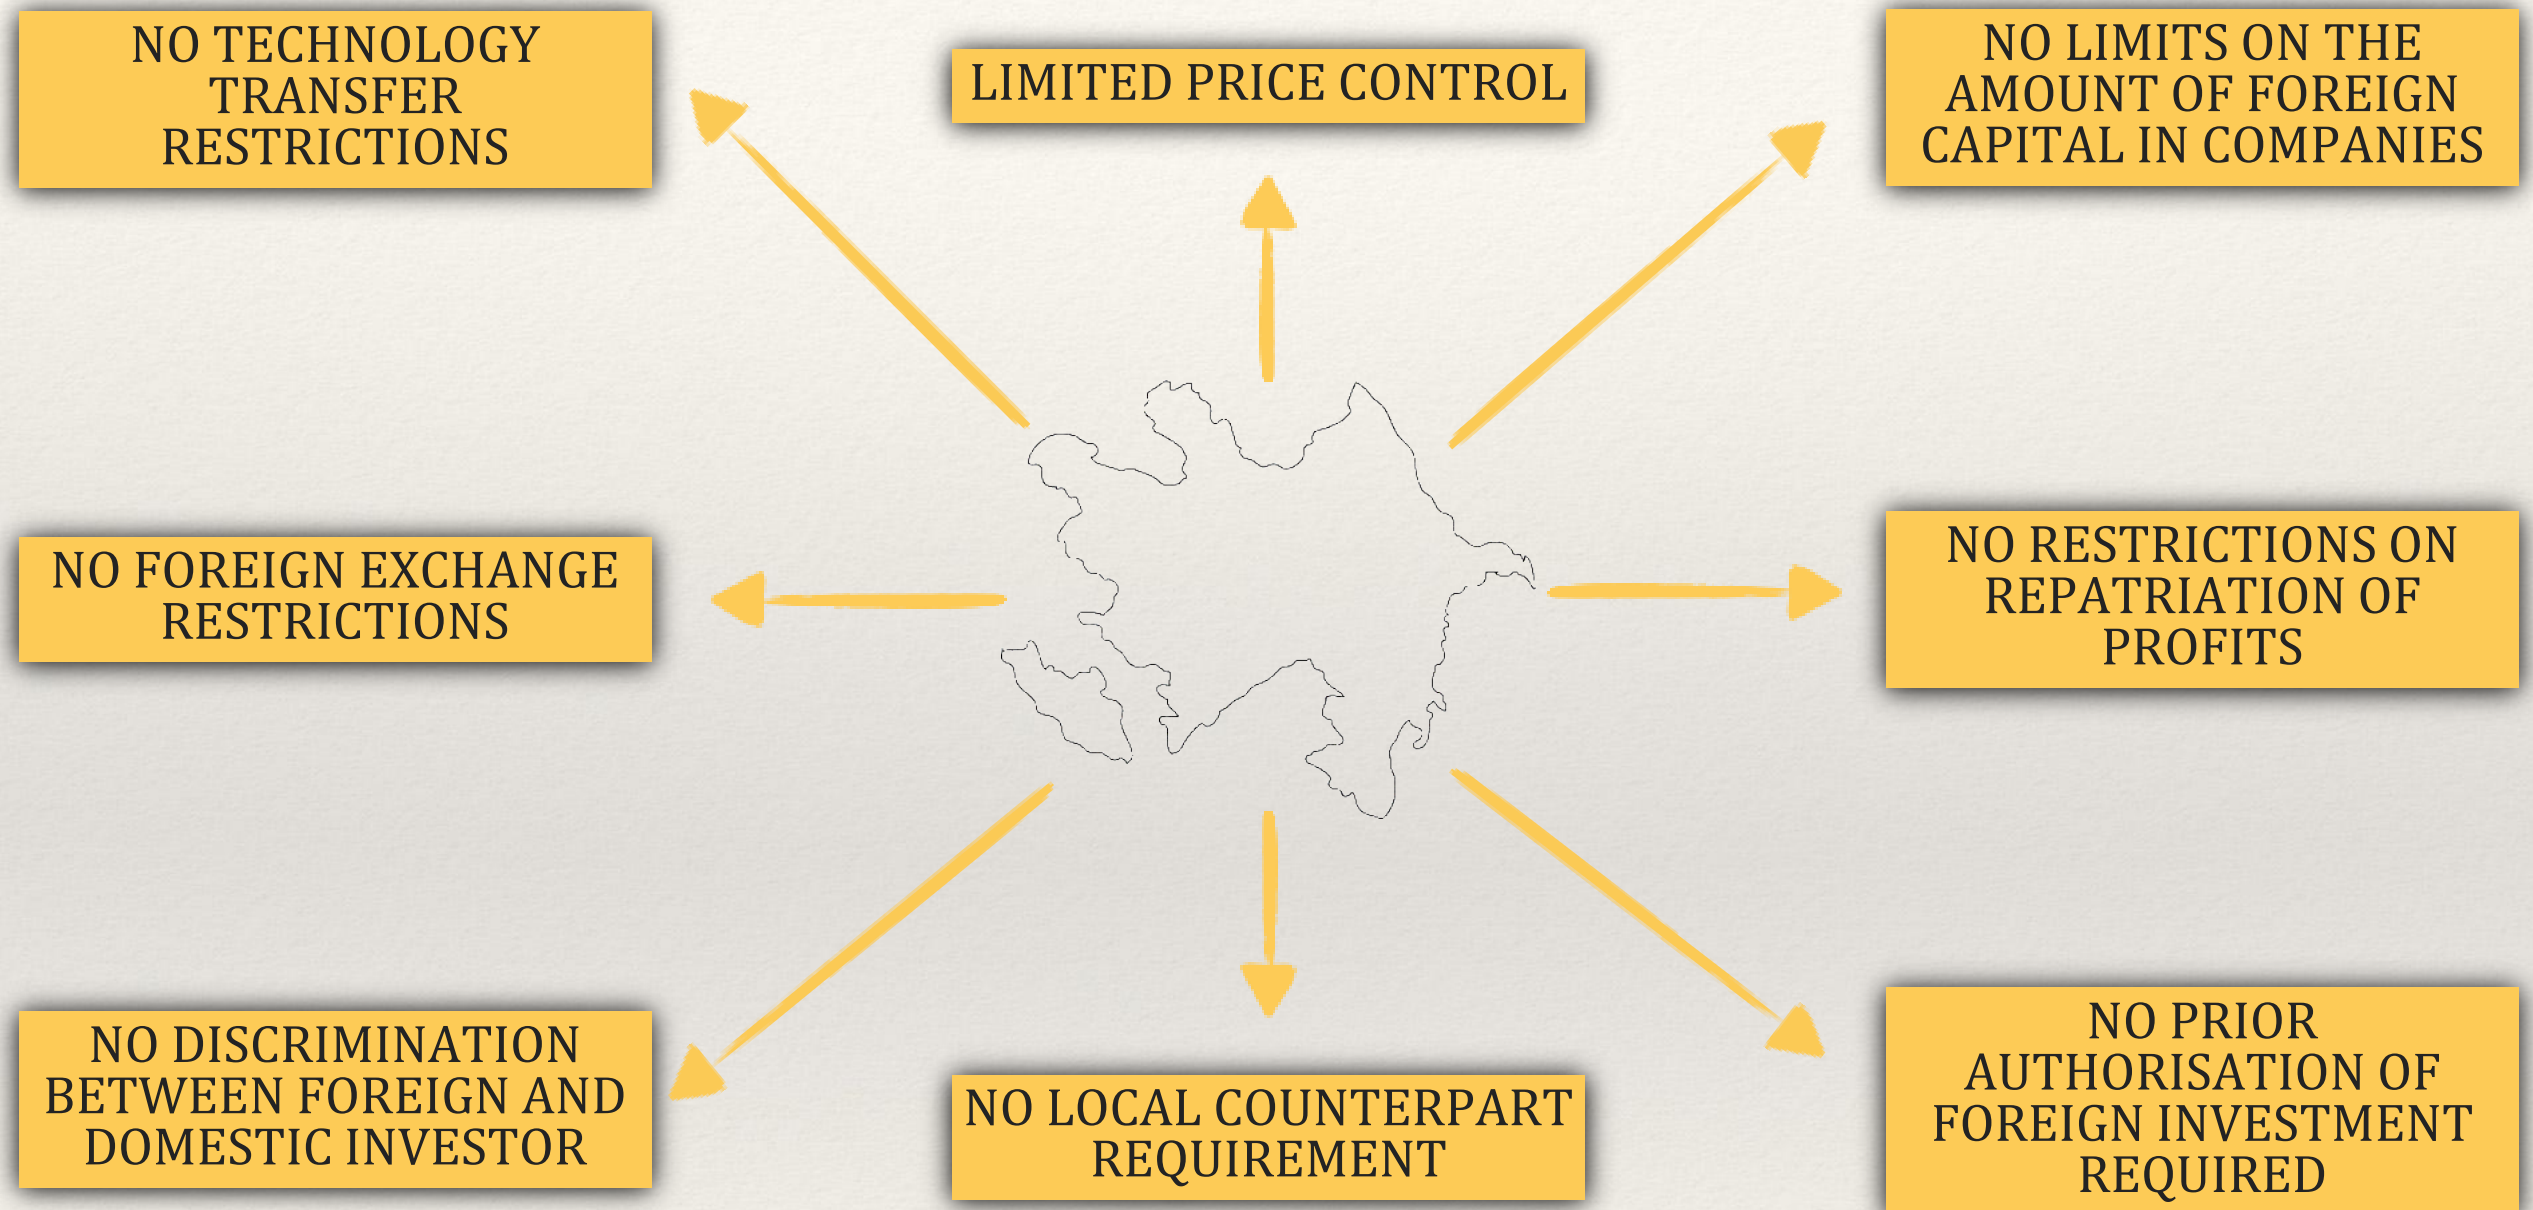 NO TECHNOLOGY
TRANSFER
RESTRICTIONS
LIMITED PRICE CONTROL
NO LIMITS ON THE
AMOUNT OF FOREIGN
CAPITAL IN COMPANIES
NO FOREIGN EXCHANGE
RESTRICTIONS
NO RESTRICTIONS ON
REPATRIATION OF
PROFITS
NO DISCRIMINATION
BETWEEN FOREIGN AND
DOMESTIC INVESTOR
NO LOCAL COUNTERPART
REQUIREMENT
NO PRIOR
AUTHORISATION OF
FOREIGN INVESTMENT
REQUIRED